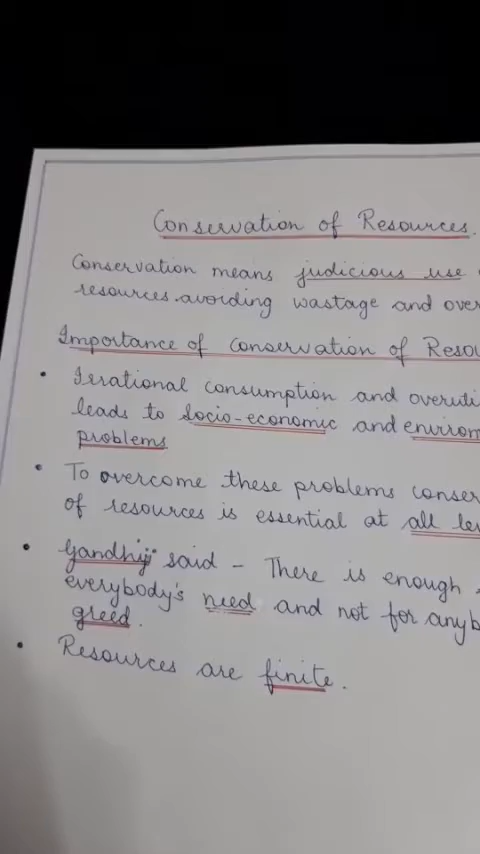 Conservation of Resources.
Conservation means judicious use
resources avoiding wastage and over
Importance of conservation of Resou
• Irrational consumption and overuti
leads to socio-economic and environ
problems
• To overcome these problems conser
of resources is essential at all le
• Gandhiji said - There is enough
everybody's need and not for anyb
greed.
• Resources are finite.